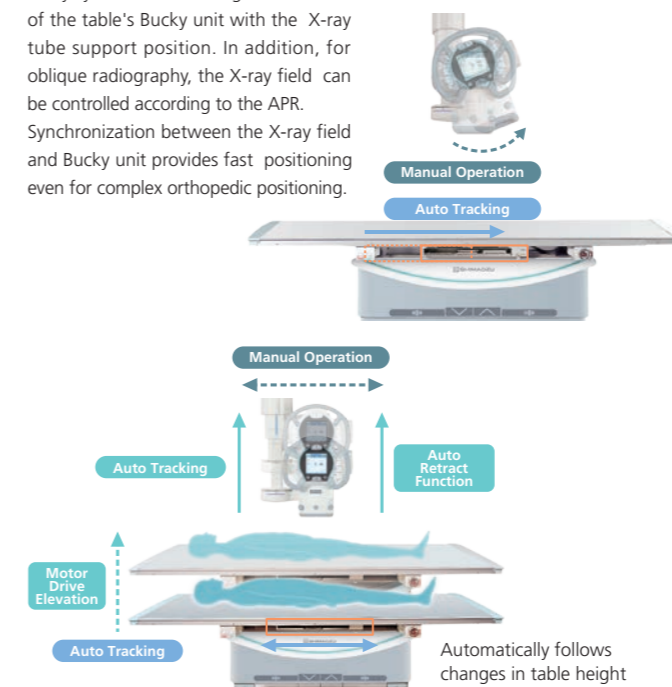 of the table's Bucky unit with the X-ray
tube support position. In addition, for
oblique radiography, the X-ray field can
be controlled according to the APR.
Synchronization between the X-ray field
and Bucky unit provides fast positioning
even for complex orthopedic positioning.
Manual Operation
Auto Tracking
SHIMADZU
Manual Operation
Auto Tracking
Auto
Retract
Function
Motor
Drive
Elevation
Auto Tracking
SHIMADZU
Automatically follows
changes in table height